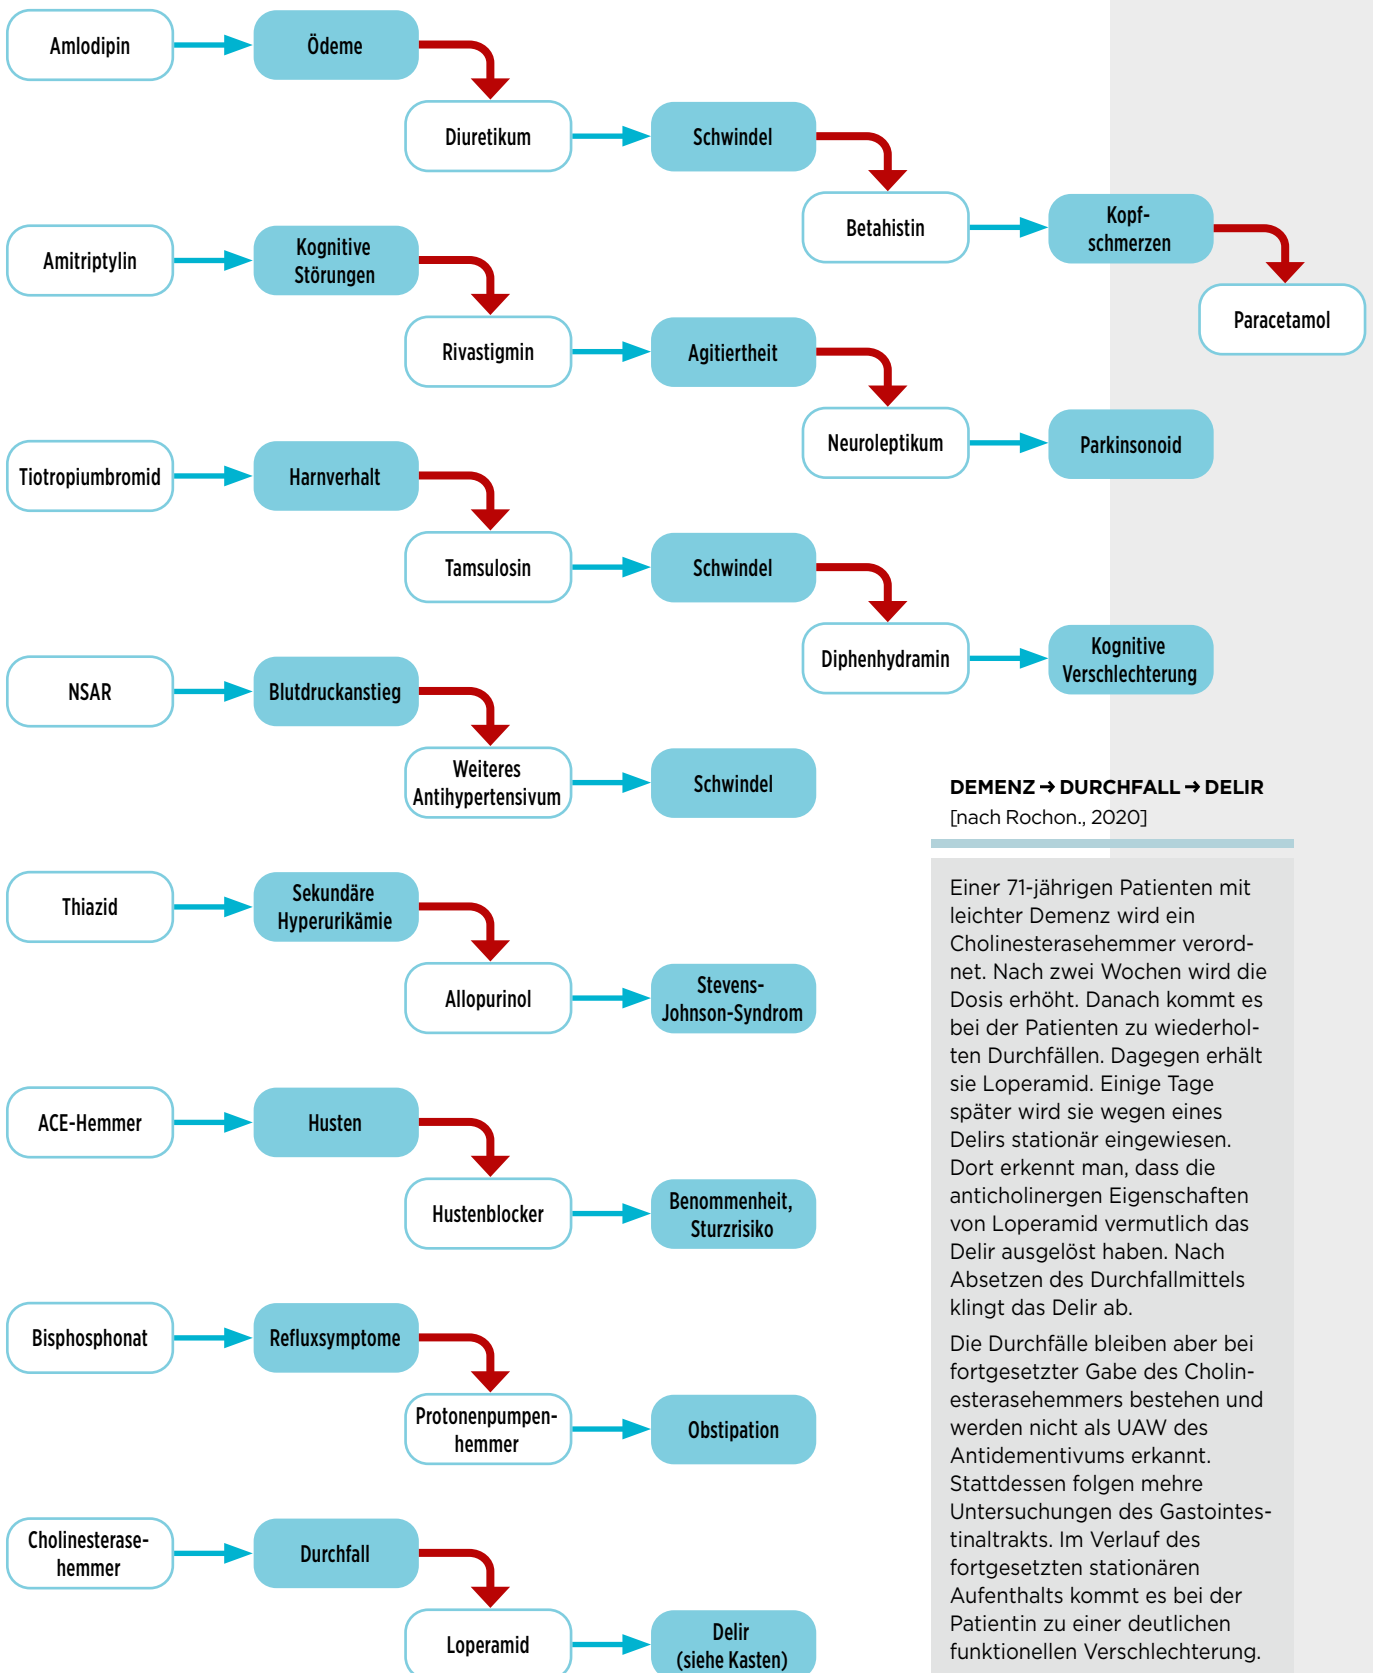 Amlodipin
Ödeme
Diuretikum
Schwindel
Betahistin
Kopf-
schmerzen
Paracetamol
Amitriptylin
Kognitive
Störungen
Rivastigmin
Agitiertheit
Neuroleptikum
Parkinsonoid
Tiotropiumbromid
Harnverhalt
Tamsulosin
Schwindel
Diphenhydramin
Kognitive
Verschlechterung
NSAR
Blutdruckanstieg
Weiteres
Antihypertensivum
Schwindel
Thiazid
Sekundäre
Hyperurikämie
Allopurinol
Stevens-
Johnson-Syndrom
ACE-Hemmer
Husten
Hustenblocker
Benommenheit,
Sturzrisiko
Bisphosphonat
Refluxsymptome
Protonenpumpen-
hemmer
Obstipation
Cholinesterase-
hemmer
Durchfall
Loperamid
Delir
(siehe Kasten)
DEMENZ → DURCHFALL → DELIR
[nach Rochon., 2020]
Einer 71-jährigen Patienten mit
leichter Demenz wird ein
Cholinesterasehemmer verord-
net. Nach zwei Wochen wird die
Dosis erhöht. Danach kommt es
bei der Patienten zu wiederhol-
ten Durchfällen. Dagegen erhält
sie Loperamid. Einige Tage
später wird sie wegen eines
Delirs stationär eingewiesen.
Dort erkennt man, dass die
anticholinergen Eigenschaften
von Loperamid vermutlich das
Delir ausgelöst haben. Nach
Absetzen des Durchfallmittels
klingt das Delir ab.
Die Durchfälle bleiben aber bei
fortgesetzter Gabe des Cholin-
esterasehemmers bestehen und
werden nicht als UAW des
Antidementivums erkannt.
Stattdessen folgen mehre
Untersuchungen des Gastointes-
tinaltrakts. Im Verlauf des
fortgesetzten stationären
Aufenthalts kommt es bei der
Patientin zu einer deutlichen
funktionellen Verschlechterung.